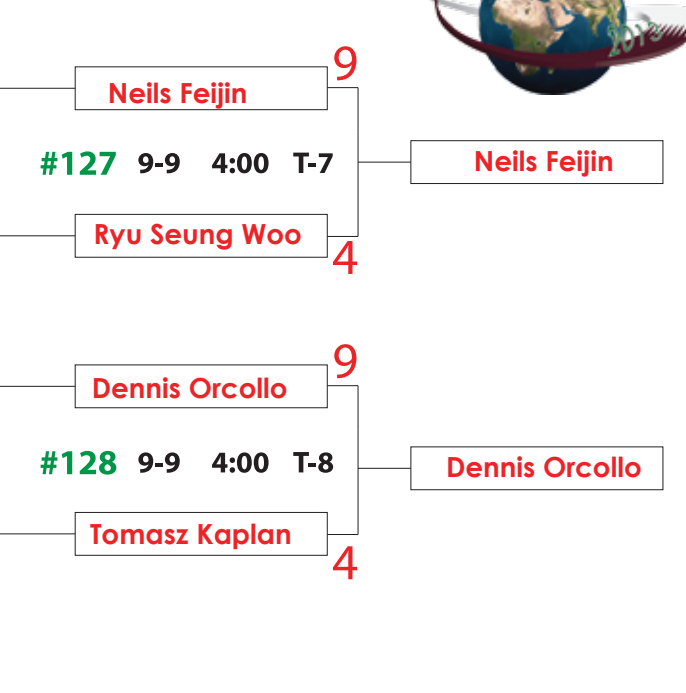 2013
9
Neils Feijin
#127 9-9 4:00 T-7
Neils Feijin
Ryu Seung Woo
4
9
Dennis Orcollo
#128 9-9 4:00 T-8
Dennis Orcollo
Tomasz Kaplan
4